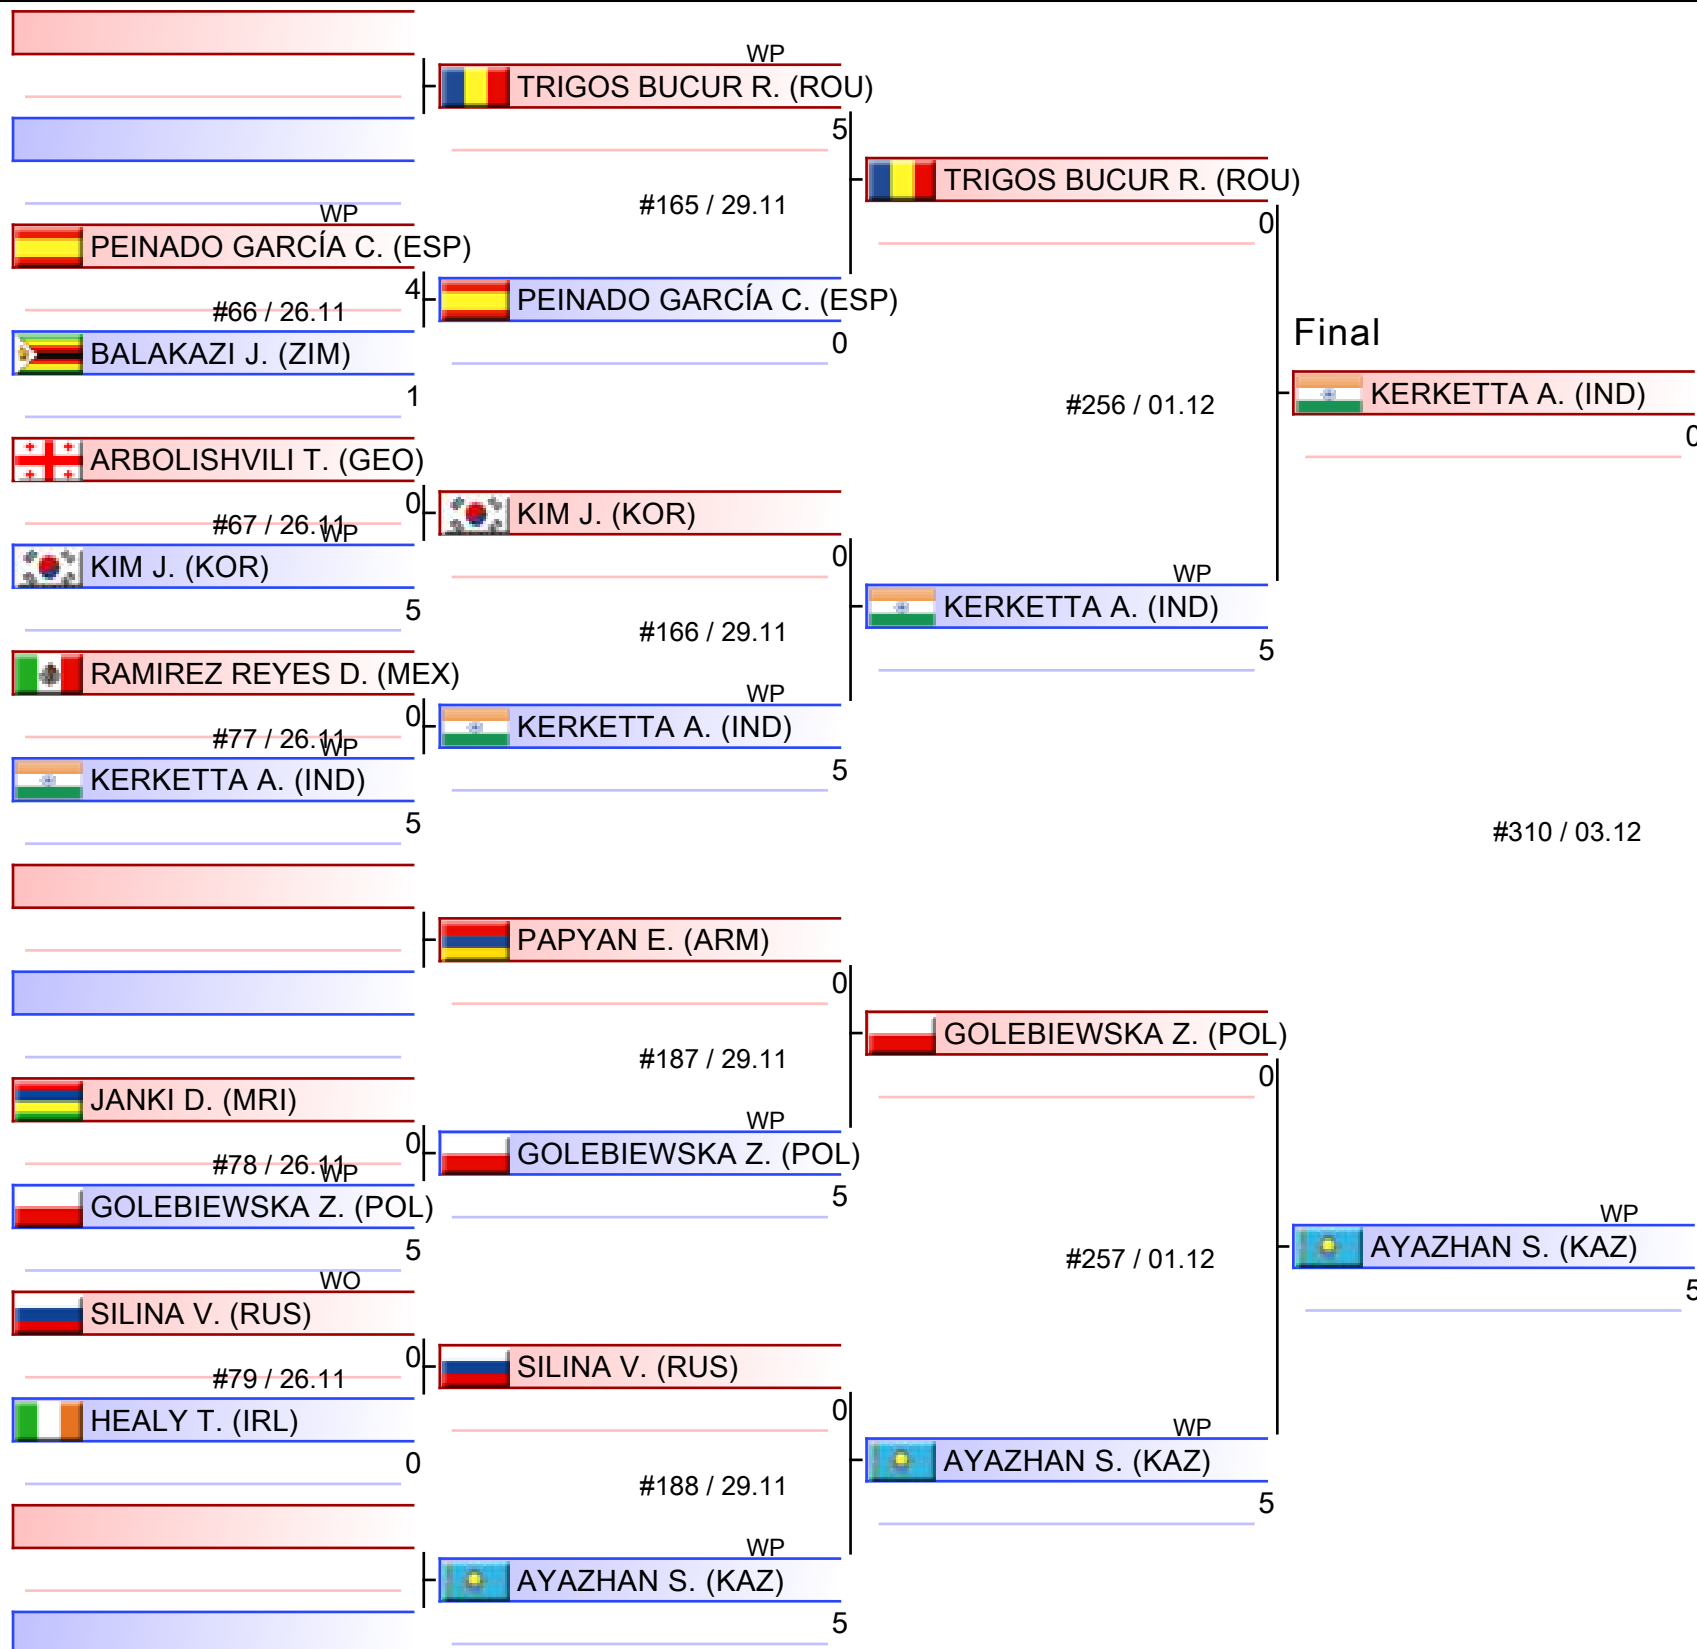 WP
TRIGOS BUCUR R. (ROU)
5
TRIGOS BUCUR R. (ROU)
#165 / 29.11
WP
0
PEINADO GARCÍA C. (ESP)
4
PEINADO GARCÍA C. (ESP)
#66 / 26.11
Final
BALAKAZI J. (ZIM)
0
1
KERKETTA A. (IND)
#256 / 01.12
0
ARBOLISHVILI T. (GEO)
0
KIM J. (KOR)
#67 / 26.11
WP
0
KIM J. (KOR)
WP
5
KERKETTA A. (IND)
#166 / 29.11
5
RAMIREZ REYES D. (MEX)
WP
0
KERKETTA A. (IND)
#77 / 26.11
WP
5
KERKETTA A. (IND)
5
#310 / 03.12
PAPYAN E. (ARM)
0
GOLEBIEWSKA Z. (POL)
#187 / 29.11
0
JANKI D. (MRI)
WP
0
GOLEBIEWSKA Z. (POL)
#78 / 26.11
WP
5
GOLEBIEWSKA Z. (POL)
WP
5
AYAZHAN S. (KAZ)
#257 / 01.12
WO
5
SILINA V. (RUS)
0
SILINA V. (RUS)
#79 / 26.11
0
HEALY T. (IRL)
WP
0
AYAZHAN S. (KAZ)
#188 / 29.11
5
WP
AYAZHAN S. (KAZ)
5